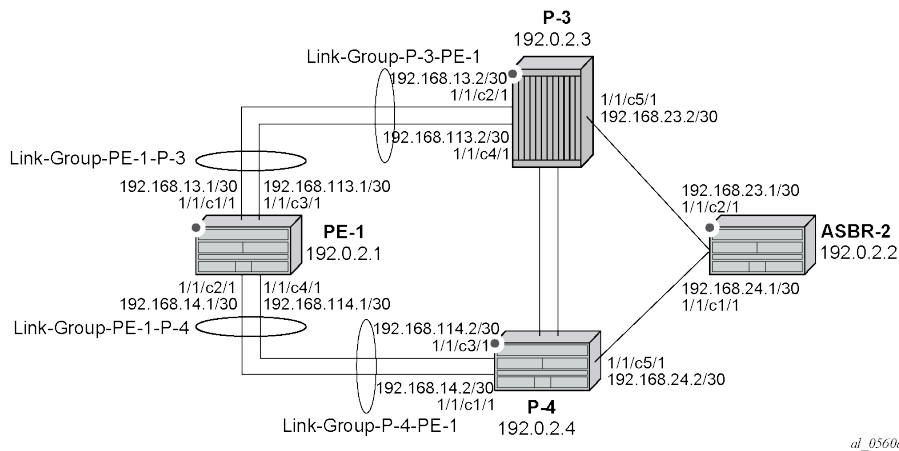 P-3
192.0.2.3
Link-Group-P-3-PE-1
192.168.13.2/30
1/1/c2/1
1/1/c5/1
192.168.23.2/30
192.168.113.2/30
1/1/c4/1
Link-Group-PE-1-P-3
192.168.13.1/30
1/1/c1/1
192.168.113.1/30
1/1/c3/1
192.168.23.1/30
1/1/c2/1
PE-1
192.0.2.1
ASBR-2
192.0.2.2
1/1/c2/1
192.168.14.1/30
1/1/c4/1
192.168.114.1/30
192.168.24.1/30
1/1/c1/1
Link-Group-PE-1-P-4
192.168.114.2/30
1/1/c3/1
1/1/c5/1
192.168.24.2/30
192.168.14.2/30
1/1/c1/1
P-4
192.0.2.4
Link-Group-P-4-PE-1